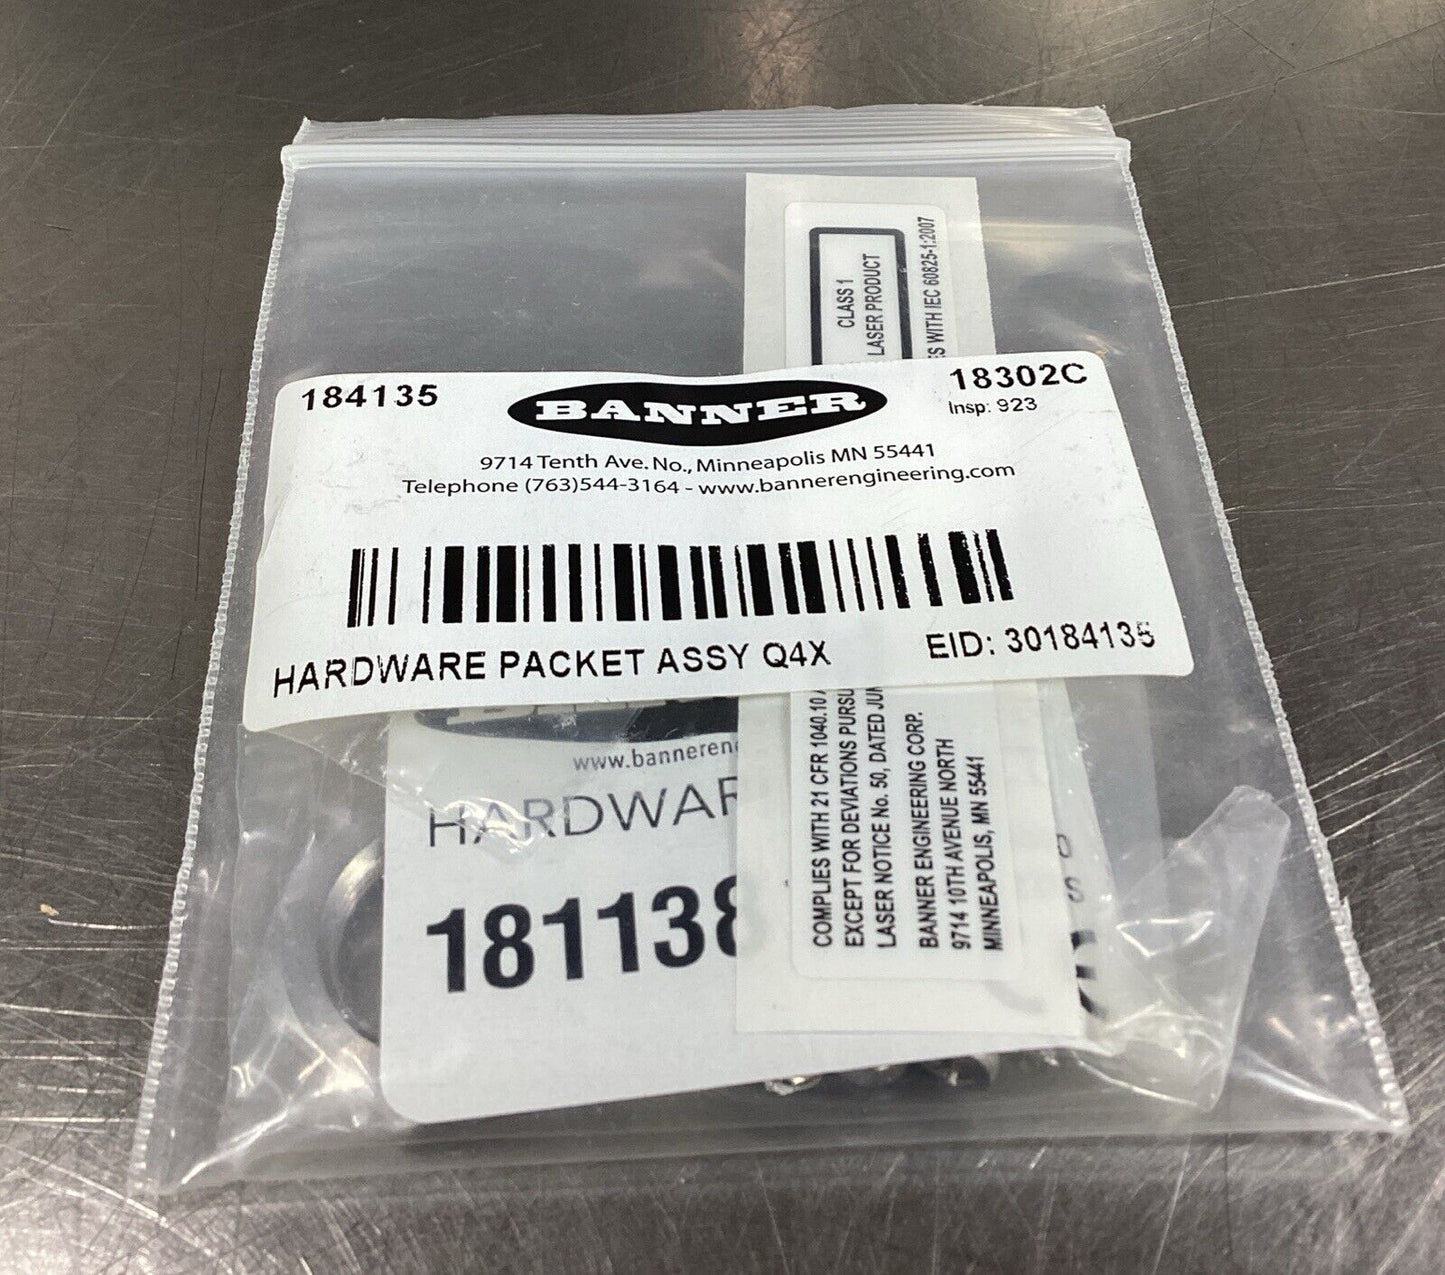 CLASS 1
LASER PRODUCT
WITH IEC 60825-1:2007
184135
BANNER
18302C
Insp: 923
9714 Tenth Ave. No., Minneapolis MN 55441
Telephone (763)544-3164 - www.bannerengineering.com
HARDWARE PACKET ASSY Q4X
EID: 30184135
www.banneren
HARDWAR
181138
COMPLIES WITH 21 CFR 1040.10
EXCEPT FOR DEVIATIONS PURSU
LASER NOTICE No. 50, DATED JU
BANNER ENGINEERING CORP.
9714 10TH AVENUE NORTH
MINNEAPOLIS, MN 55441